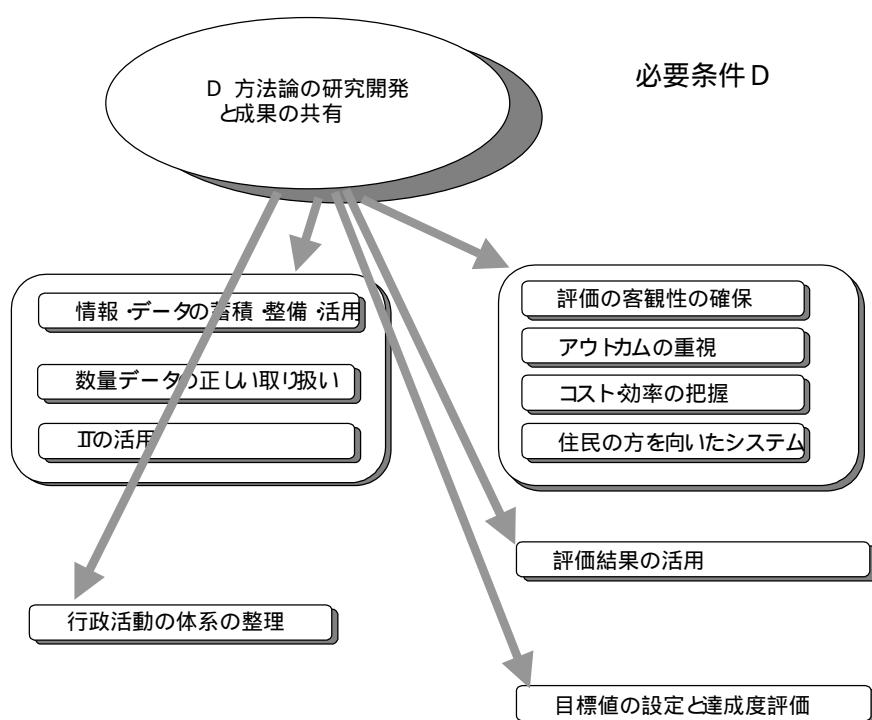 必要条件D
D 方法論の研究開発
と成果の共有
情報・データの蓄積・整備・活用
数量データの正しい取り扱い
ITの活用
評価の客観性の確保
アウトカムの重視
コスト・効率の把握
住民の方を向いたシステム
評価結果の活用
行政活動の体系の整理
目標値の設定と達成度評価